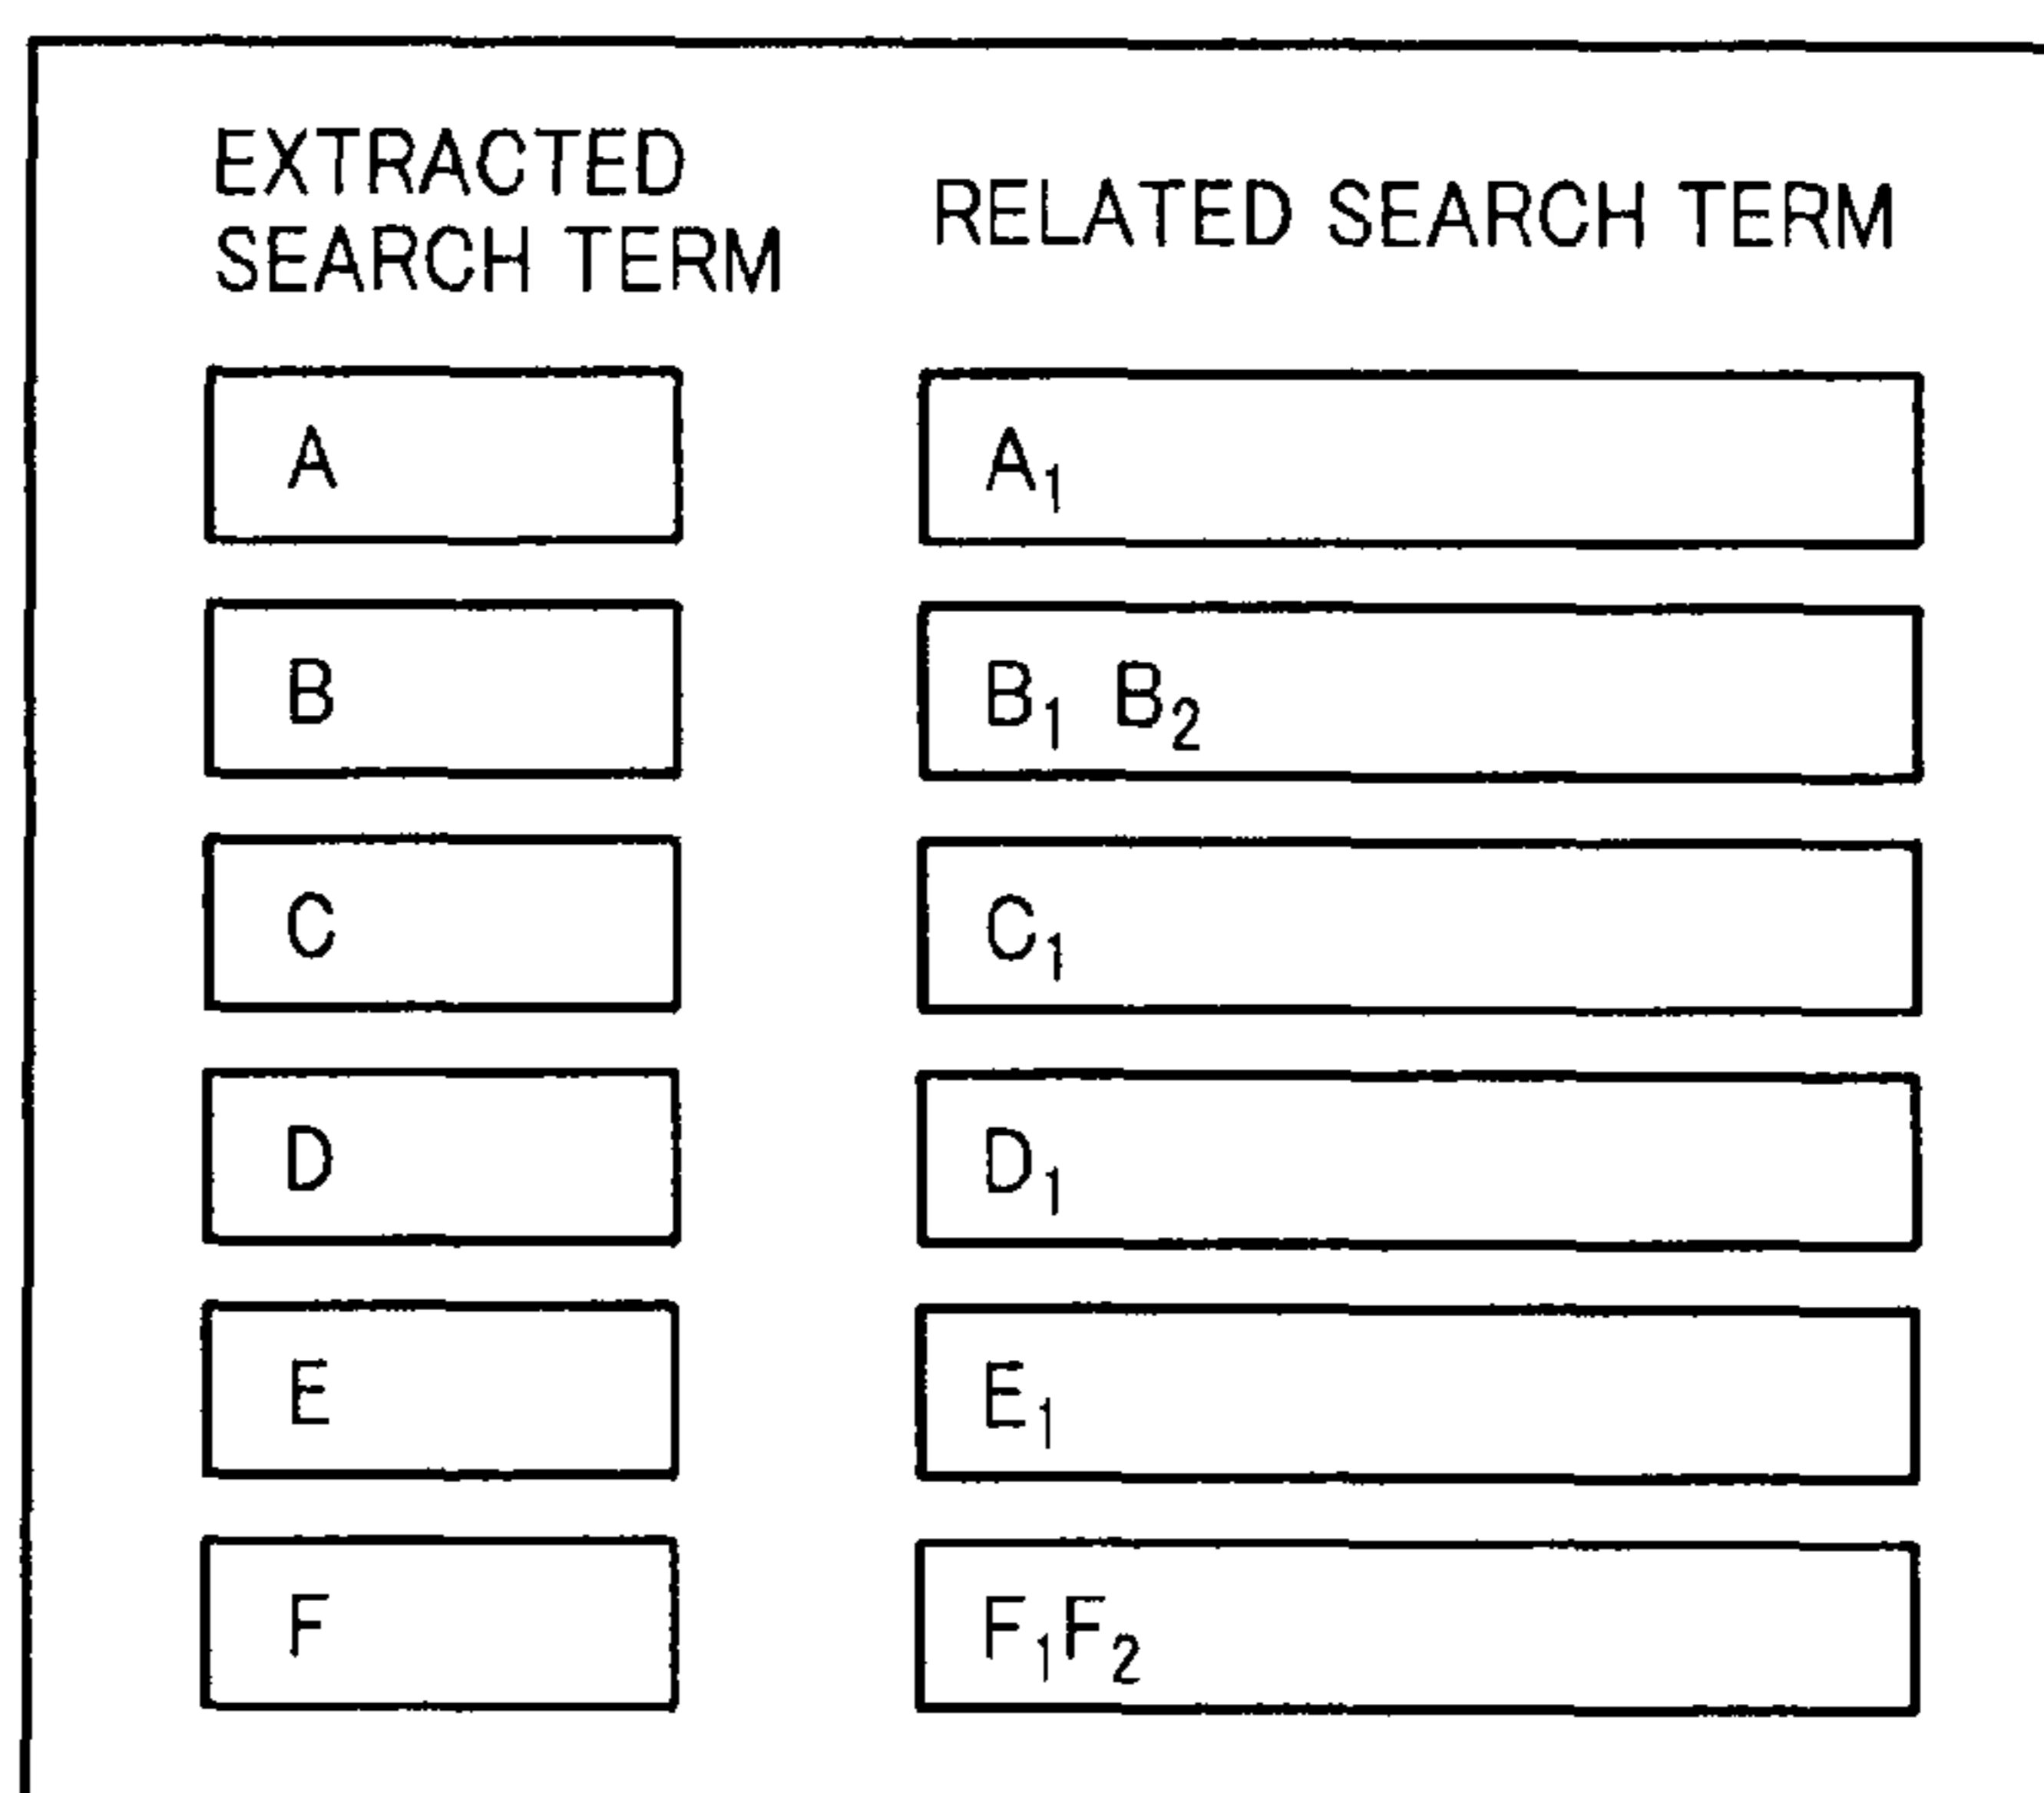 EXTRACTED
SEARCH TERM
RELATED SEARCH TERM
A A₁
B B₁ B₂
C C₁
D D₁
E E₁
F F₁F₂